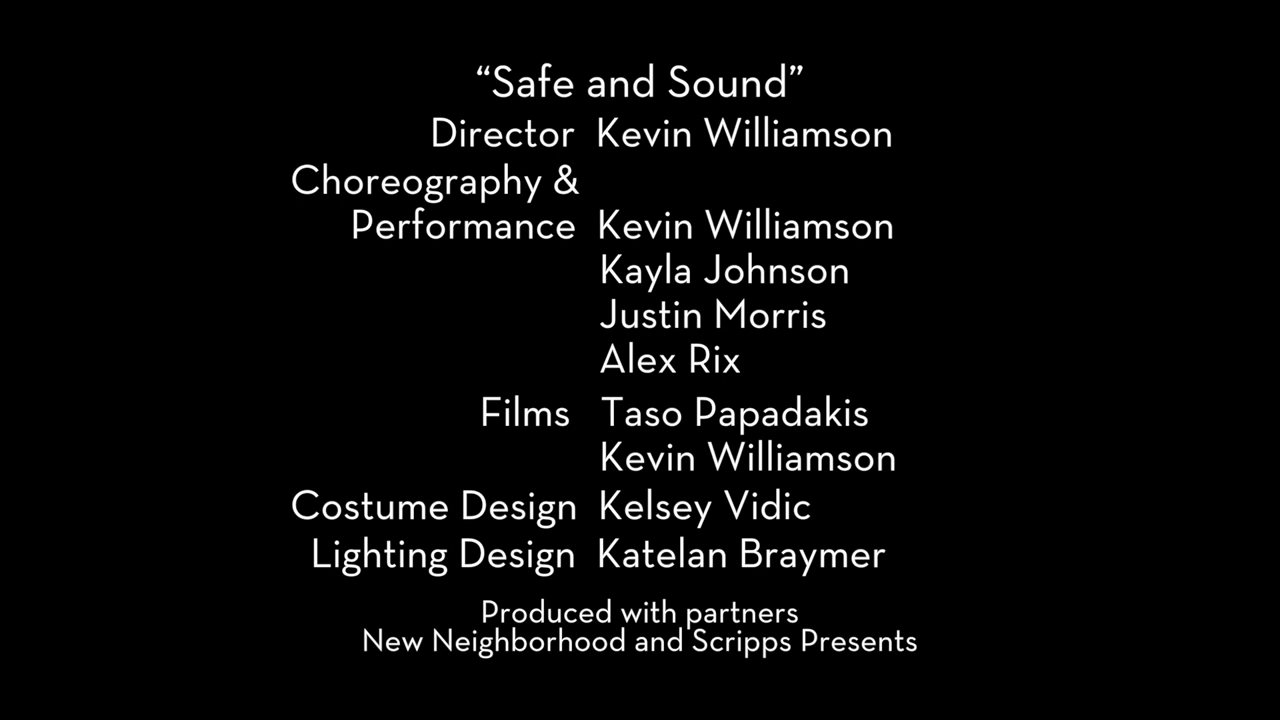 “Safe and Sound”
Director Kevin Williamson
Choreography &
Performance Kevin Williamson
Kayla Johnson
Justin Morris
Alex Rix
Films Taso Papadakis
Kevin Williamson
Costume Design Kelsey Vidic
Lighting Design Katelan Braymer
Produced with partners
New Neighborhood and Scripps Presents